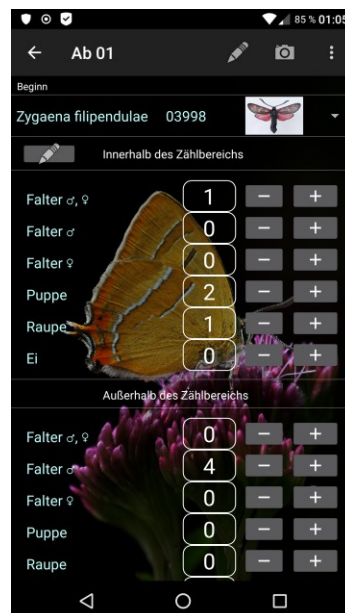 85 % 01:05
Ab 01
Beginn
Zygaena filipendulae 03998
Innerhalb des Zählbereichs
Falter ♂, ♀ 1 − +
Falter ♂ 0 − +
Falter ♀ 0 − +
Puppe 2 − +
Raupe 1 − +
Ei 0 − +
Außerhalb des Zählbereichs
Falter ♂, ♀ 0 − +
Falter ♂ 4 − +
Falter ♀ 0 − +
Puppe 0 − +
Raupe 0 − +